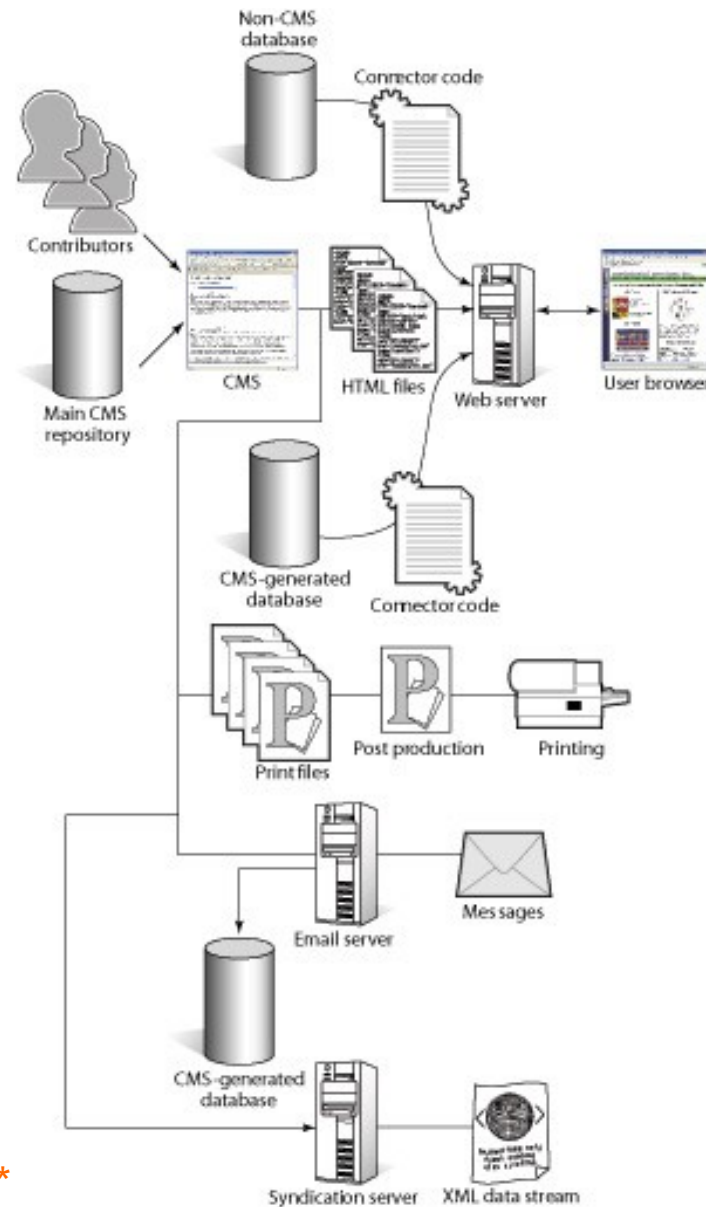 Non-CMS
database
Connector code
Contributors
CMS
HTML files
Web server
User browser
Main CMS
repository
CMS-generated
database
Connector code
P
P
Print files
Post production
Printing
Email server
Messages
CMS-generated
database
*
Syndication server
XML data stream